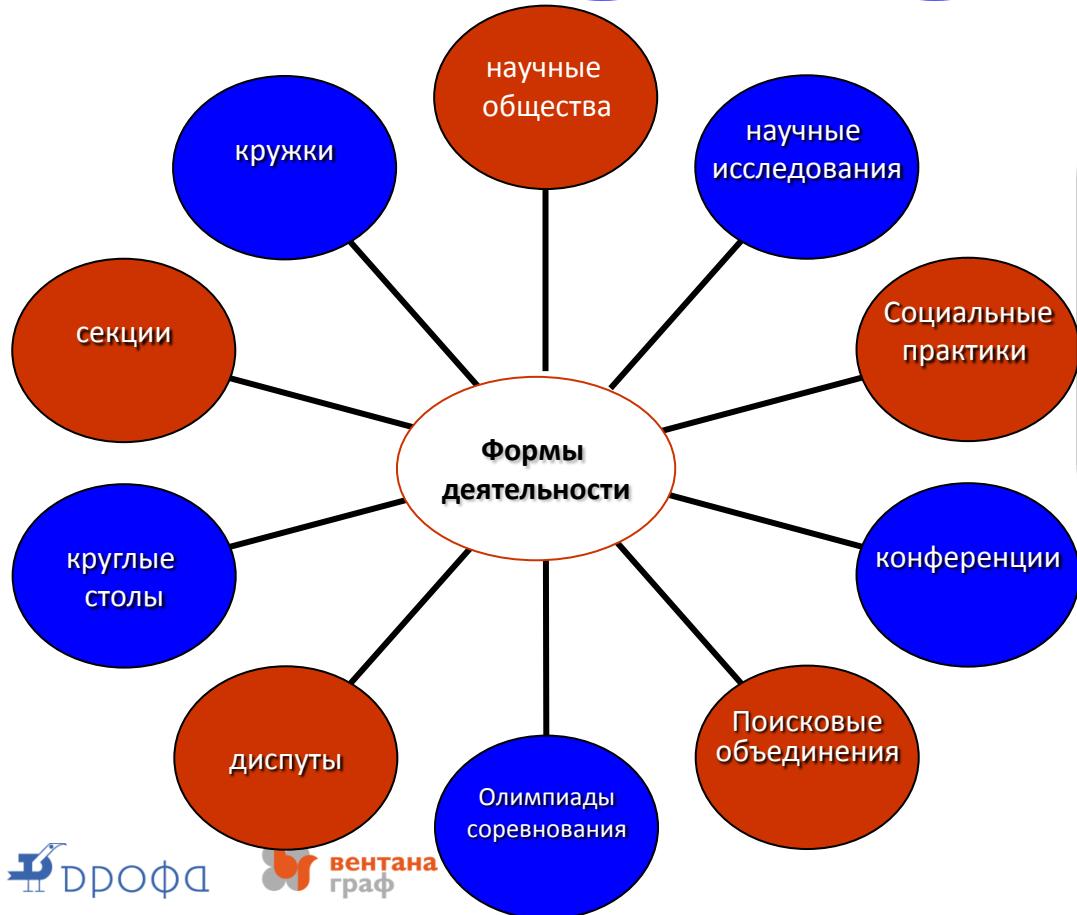 научные
общества
кружки
научные
исследования
секции
Социальные
практики
Формы
деятельности
круглые
столы
конференции
диспуты
Поисковые
объединения
Олимпиады
соревнования
дрофа
вентана
граф